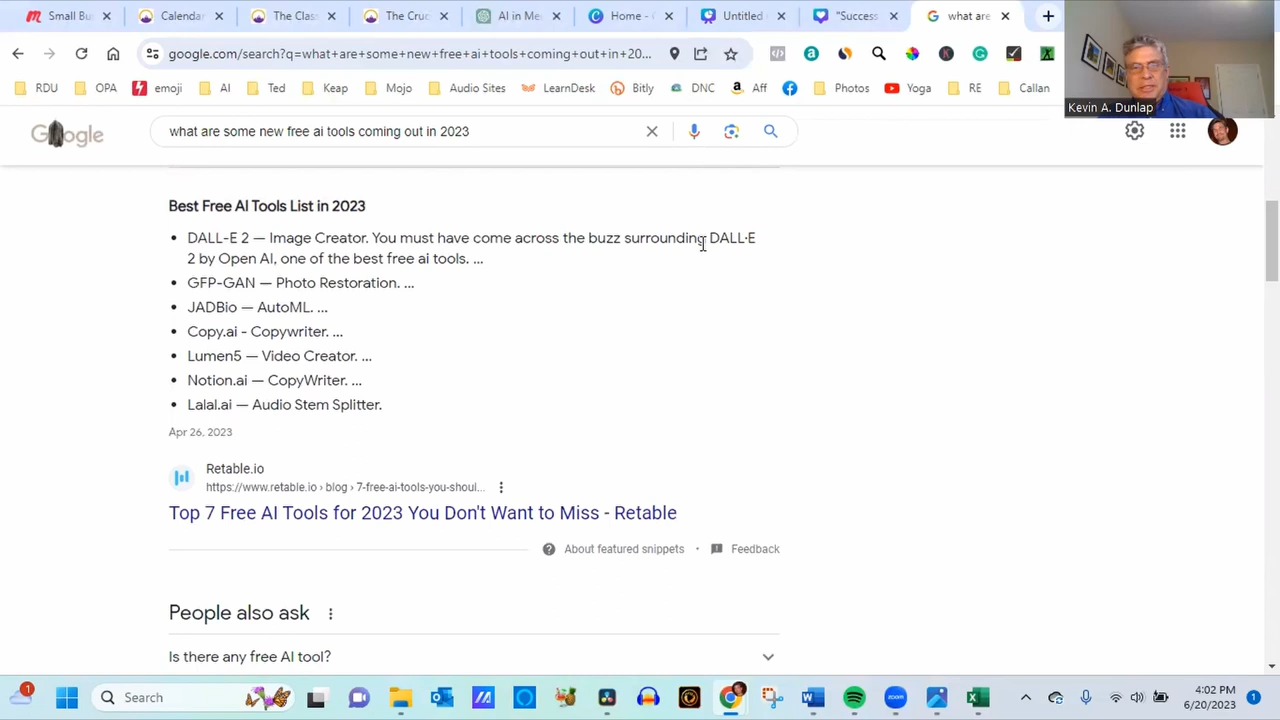 Small Bus
Calendar
The Class
The Cruc
AI in Me
Home -
Untitled
"Success
what are
google.com/search?q=what+are+some+new+free+ai+tools+coming+out+in+20...
RDU
OPA
emoji
AI
Ted
Keap
Mojo
Audio Sites
LearnDesk
Bitly
DNC
Aff
Photos
Yoga
RE
Callan
Kevin A. Dunlap
Google
what are some new free ai tools coming out in 2023
Best Free AI Tools List in 2023
DALL-E 2 — Image Creator. You must have come across the buzz surrounding DALL·E
2 by Open AI, one of the best free ai tools. ...
GFP-GAN — Photo Restoration. ...
JADBio — AutoML. ...
Copy.ai - Copywriter. ...
Lumen5 — Video Creator. ...
Notion.ai — CopyWriter. ...
Lalal.ai — Audio Stem Splitter.
Apr 26, 2023
Retable.io
https://www.retable.io › blog › 7-free-ai-tools-you-shoul...
Top 7 Free AI Tools for 2023 You Don't Want to Miss - Retable
About featured snippets • Feedback
People also ask
Is there any free AI tool?
1
Search
4:02 PM
6/20/2023
1